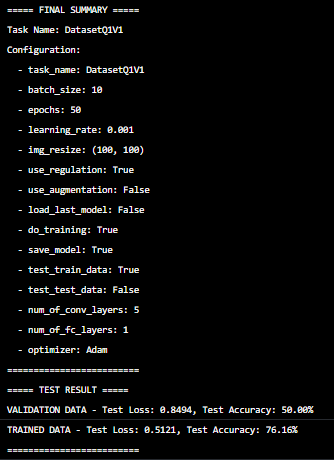 ===== FINAL SUMMARY =====
Task Name: DatasetQ1V1
Configuration:
- task_name: DatasetQ1V1
- batch_size: 10
- epochs: 50
- learning_rate: 0.001
- img_resize: (100, 100)
- use_regulation: True
- use_augmentation: False
- load_last_model: False
- do_training: True
- save_model: True
- test_train_data: True
- test_test_data: False
- num_of_conv_layers: 5
- num_of_fc_layers: 1
- optimizer: Adam
=========================
===== TEST RESULT =====
VALIDATION DATA - Test Loss: 0.8494, Test Accuracy: 50.00%
TRAINED DATA - Test Loss: 0.5121, Test Accuracy: 76.16%
=========================